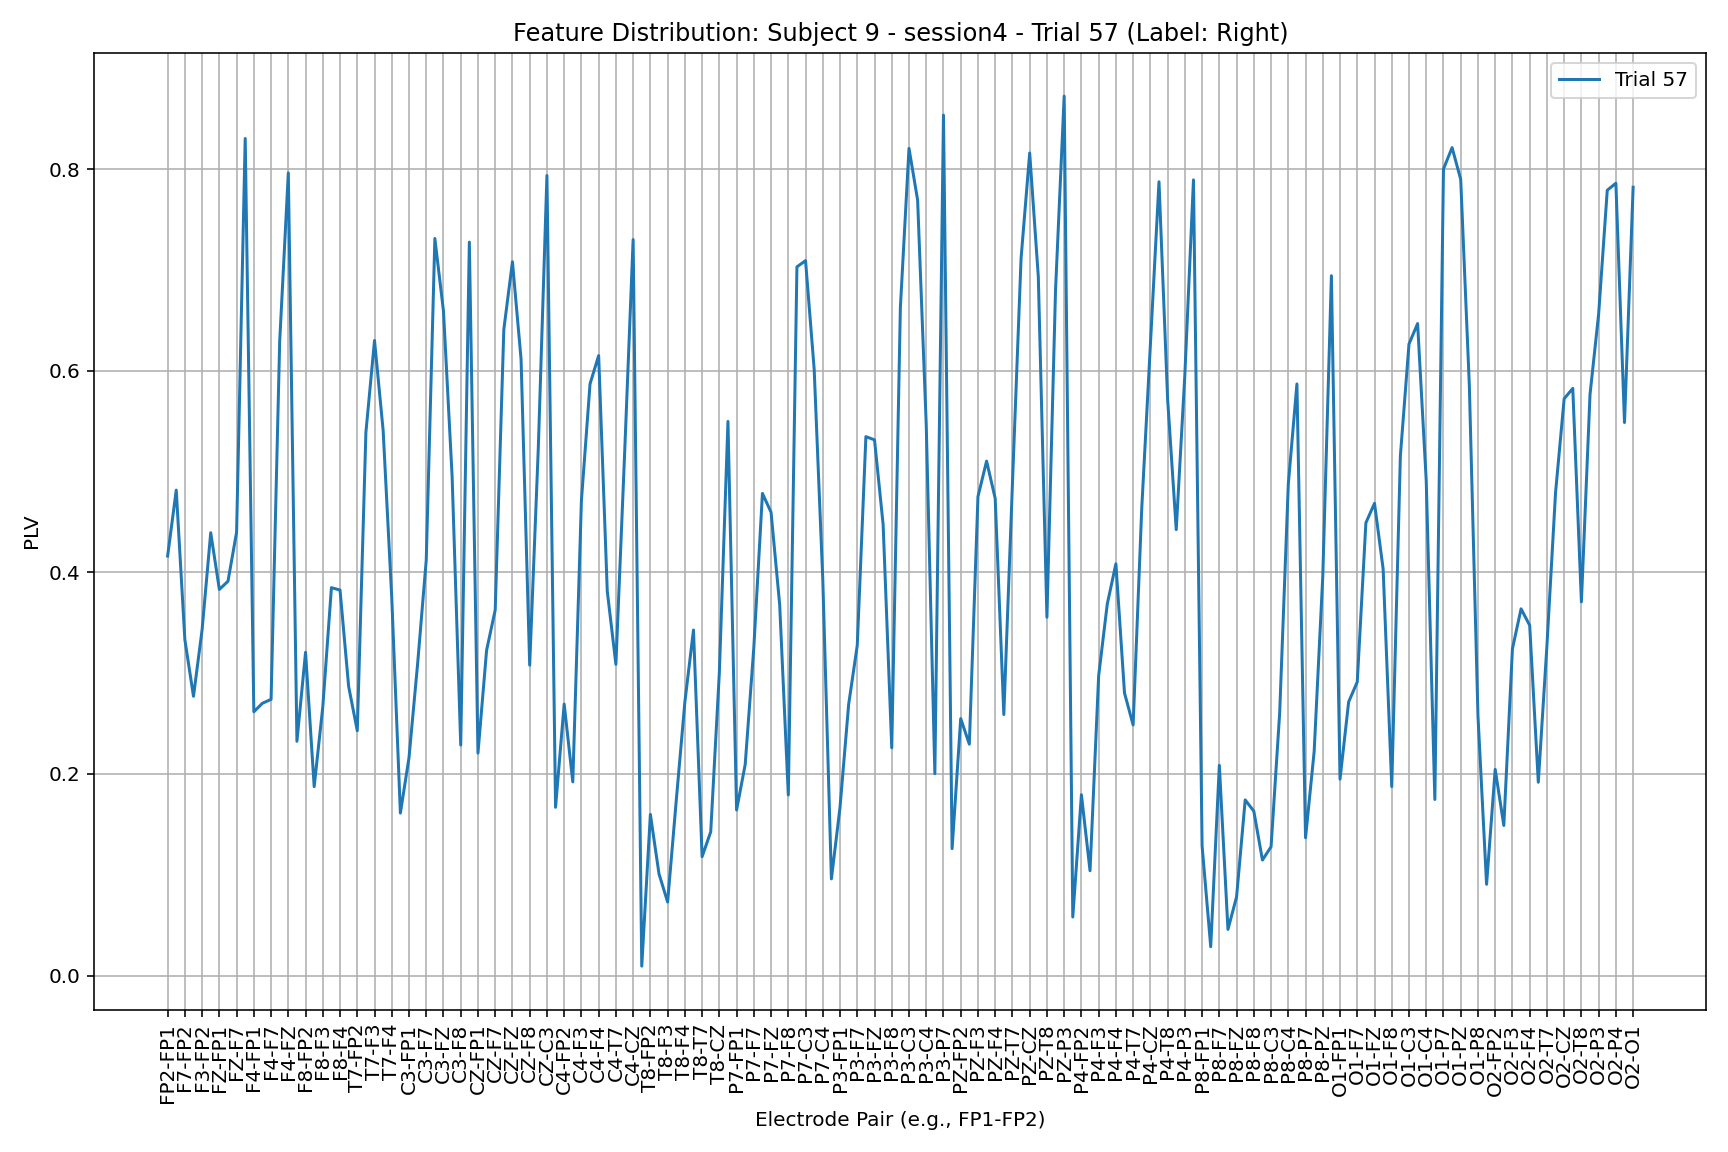 Feature Distribution: Subject 9 - session4 - Trial 57 (Label: Right)
Trial 57
PLV
0.8
0.6
0.4
0.2
0.0
FP2-FP1
F7-FP2
F3-FP2
FZ-FP1
FZ-F7
F4-FP1
F4-F7
F4-FZ
F8-FP2
F8-F3
F8-F4
T7-FP2
T7-F3
T7-F4
C3-FP1
C3-F7
C3-FZ
C3-F8
CZ-FP1
CZ-F7
CZ-FZ
CZ-F8
CZ-C3
C4-FP2
C4-F3
C4-F4
C4-T7
C4-CZ
T8-FP2
T8-F3
T8-F4
T8-T7
T8-CZ
P7-FP1
P7-F7
P7-FZ
P7-F8
P7-C3
P7-C4
P3-FP1
P3-F7
P3-FZ
P3-F8
P3-C3
P3-C4
P3-P7
PZ-FP2
PZ-F3
PZ-F4
PZ-T7
PZ-CZ
PZ-T8
PZ-P3
P4-FP2
P4-F3
P4-F4
P4-T7
P4-CZ
P4-T8
P4-P3
P8-FP1
P8-F7
P8-FZ
P8-F8
P8-C3
P8-C4
P8-P7
P8-PZ
O1-FP1
O1-F7
O1-FZ
O1-F8
O1-C3
O1-C4
O1-P7
O1-PZ
O1-P8
O2-FP2
O2-F3
O2-F4
O2-T7
O2-CZ
O2-T8
O2-P3
O2-P4
O2-O1
Electrode Pair (e.g., FP1-FP2)